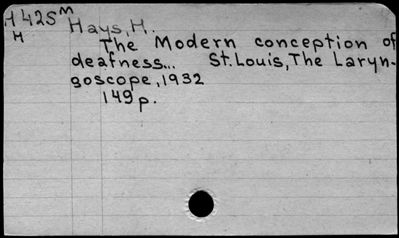 H425M
H
Hays, H.
The Modern conception of
deafness... St. Louis, The Laryn-
goscope, 1932
149 p.